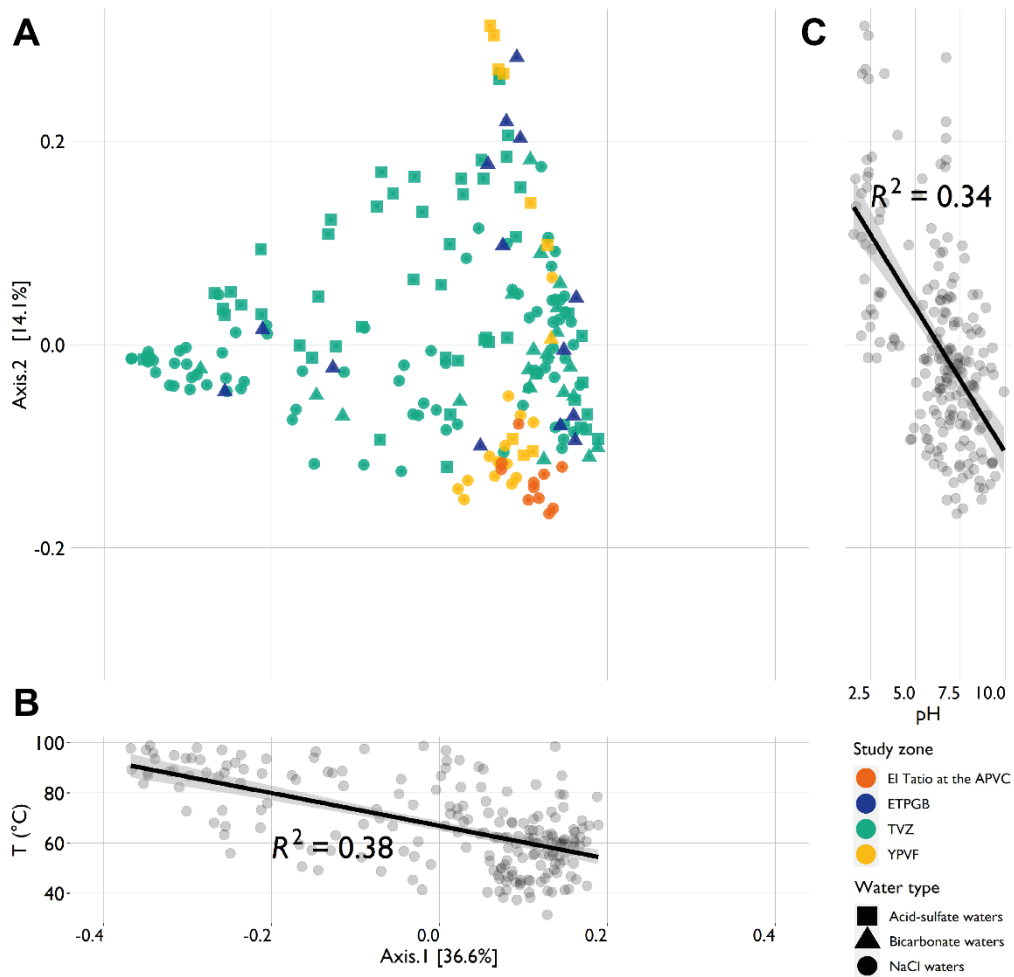 A
C
0.2
0.0
-0.2
Axis.2 [14.1%]
R² = 0.34
2.5 5.0 7.5 10.0
pH
B
100
80
60
40
T (°C)
R² = 0.38
-0.4 -0.2 0.0 0.2 0.4
Axis.1 [36.6%]
Study zone
El Tatio at the APVC
ETPGB
TVZ
YPVF
Water type
Acid-sulfate waters
Bicarbonate waters
NaCl waters